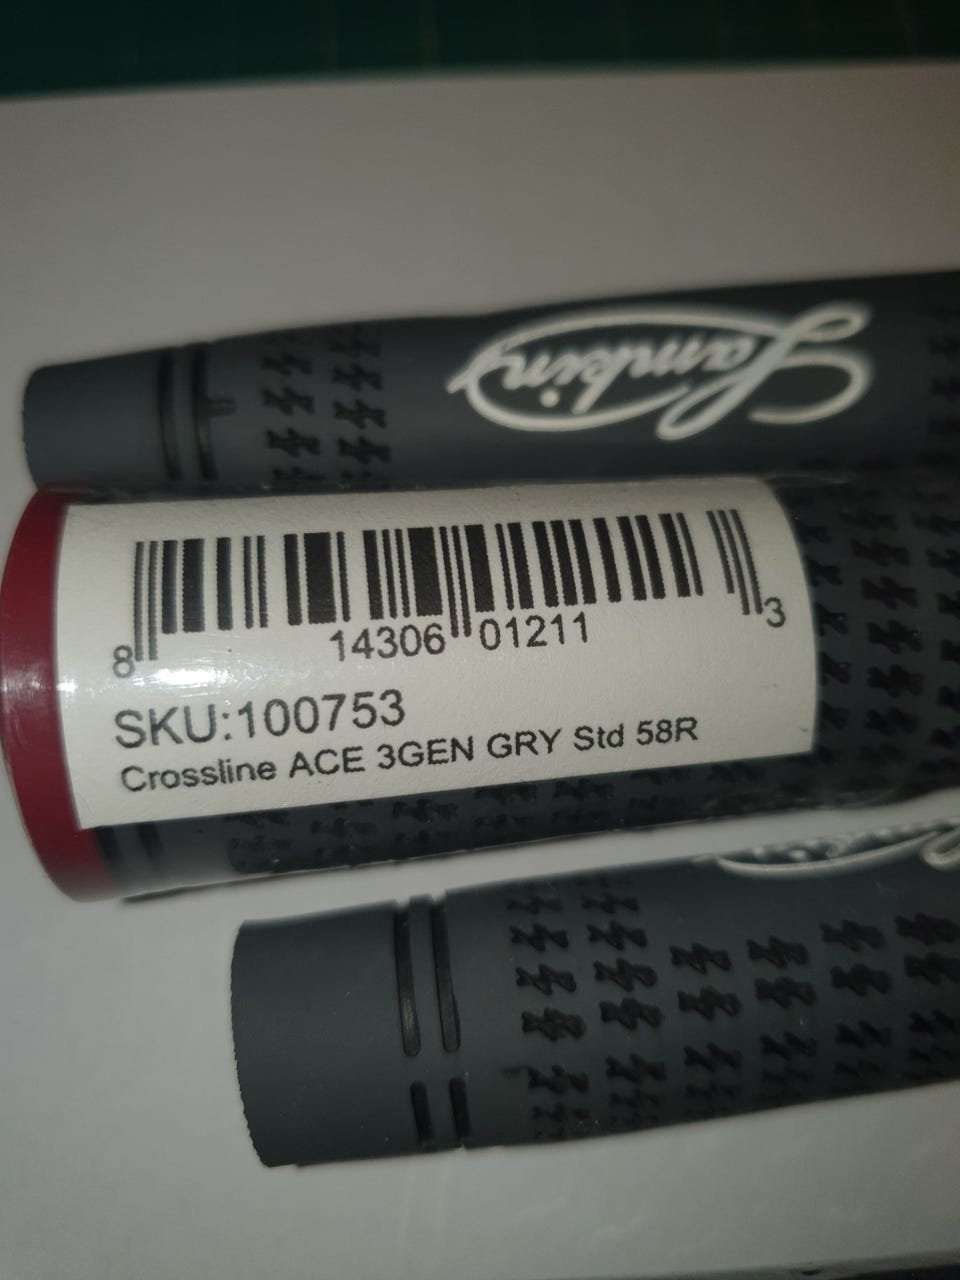 Lamkin
8 14306 01211 3
SKU:100753
Crossline ACE 3GEN GRY Std 58R